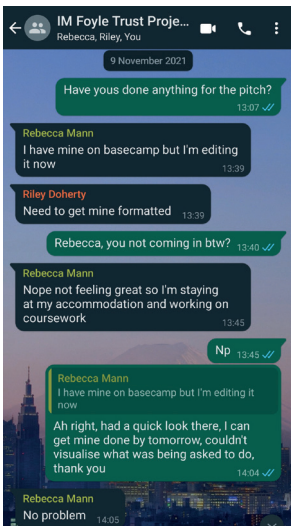 IM Foyle Trust Proje...
Rebecca, Riley, You
9 November 2021
Have yous done anything for the pitch?
13:07
Rebecca Mann
I have mine on basecamp but I'm editing
it now
13:39
Riley Doherty
Need to get mine formatted 13:39
Rebecca, you not coming in btw? 13:40
Rebecca Mann
Nope not feeling great so I'm staying
at my accommodation and working on
coursework
13:45
Np 13:45
Rebecca Mann
I have mine on basecamp but I'm editing it
now
Ah right, had a quick look there, I can
get mine done by tomorrow, couldn't
visualise what was being asked to do,
thank you
14:04
Rebecca Mann
No problem 14:05